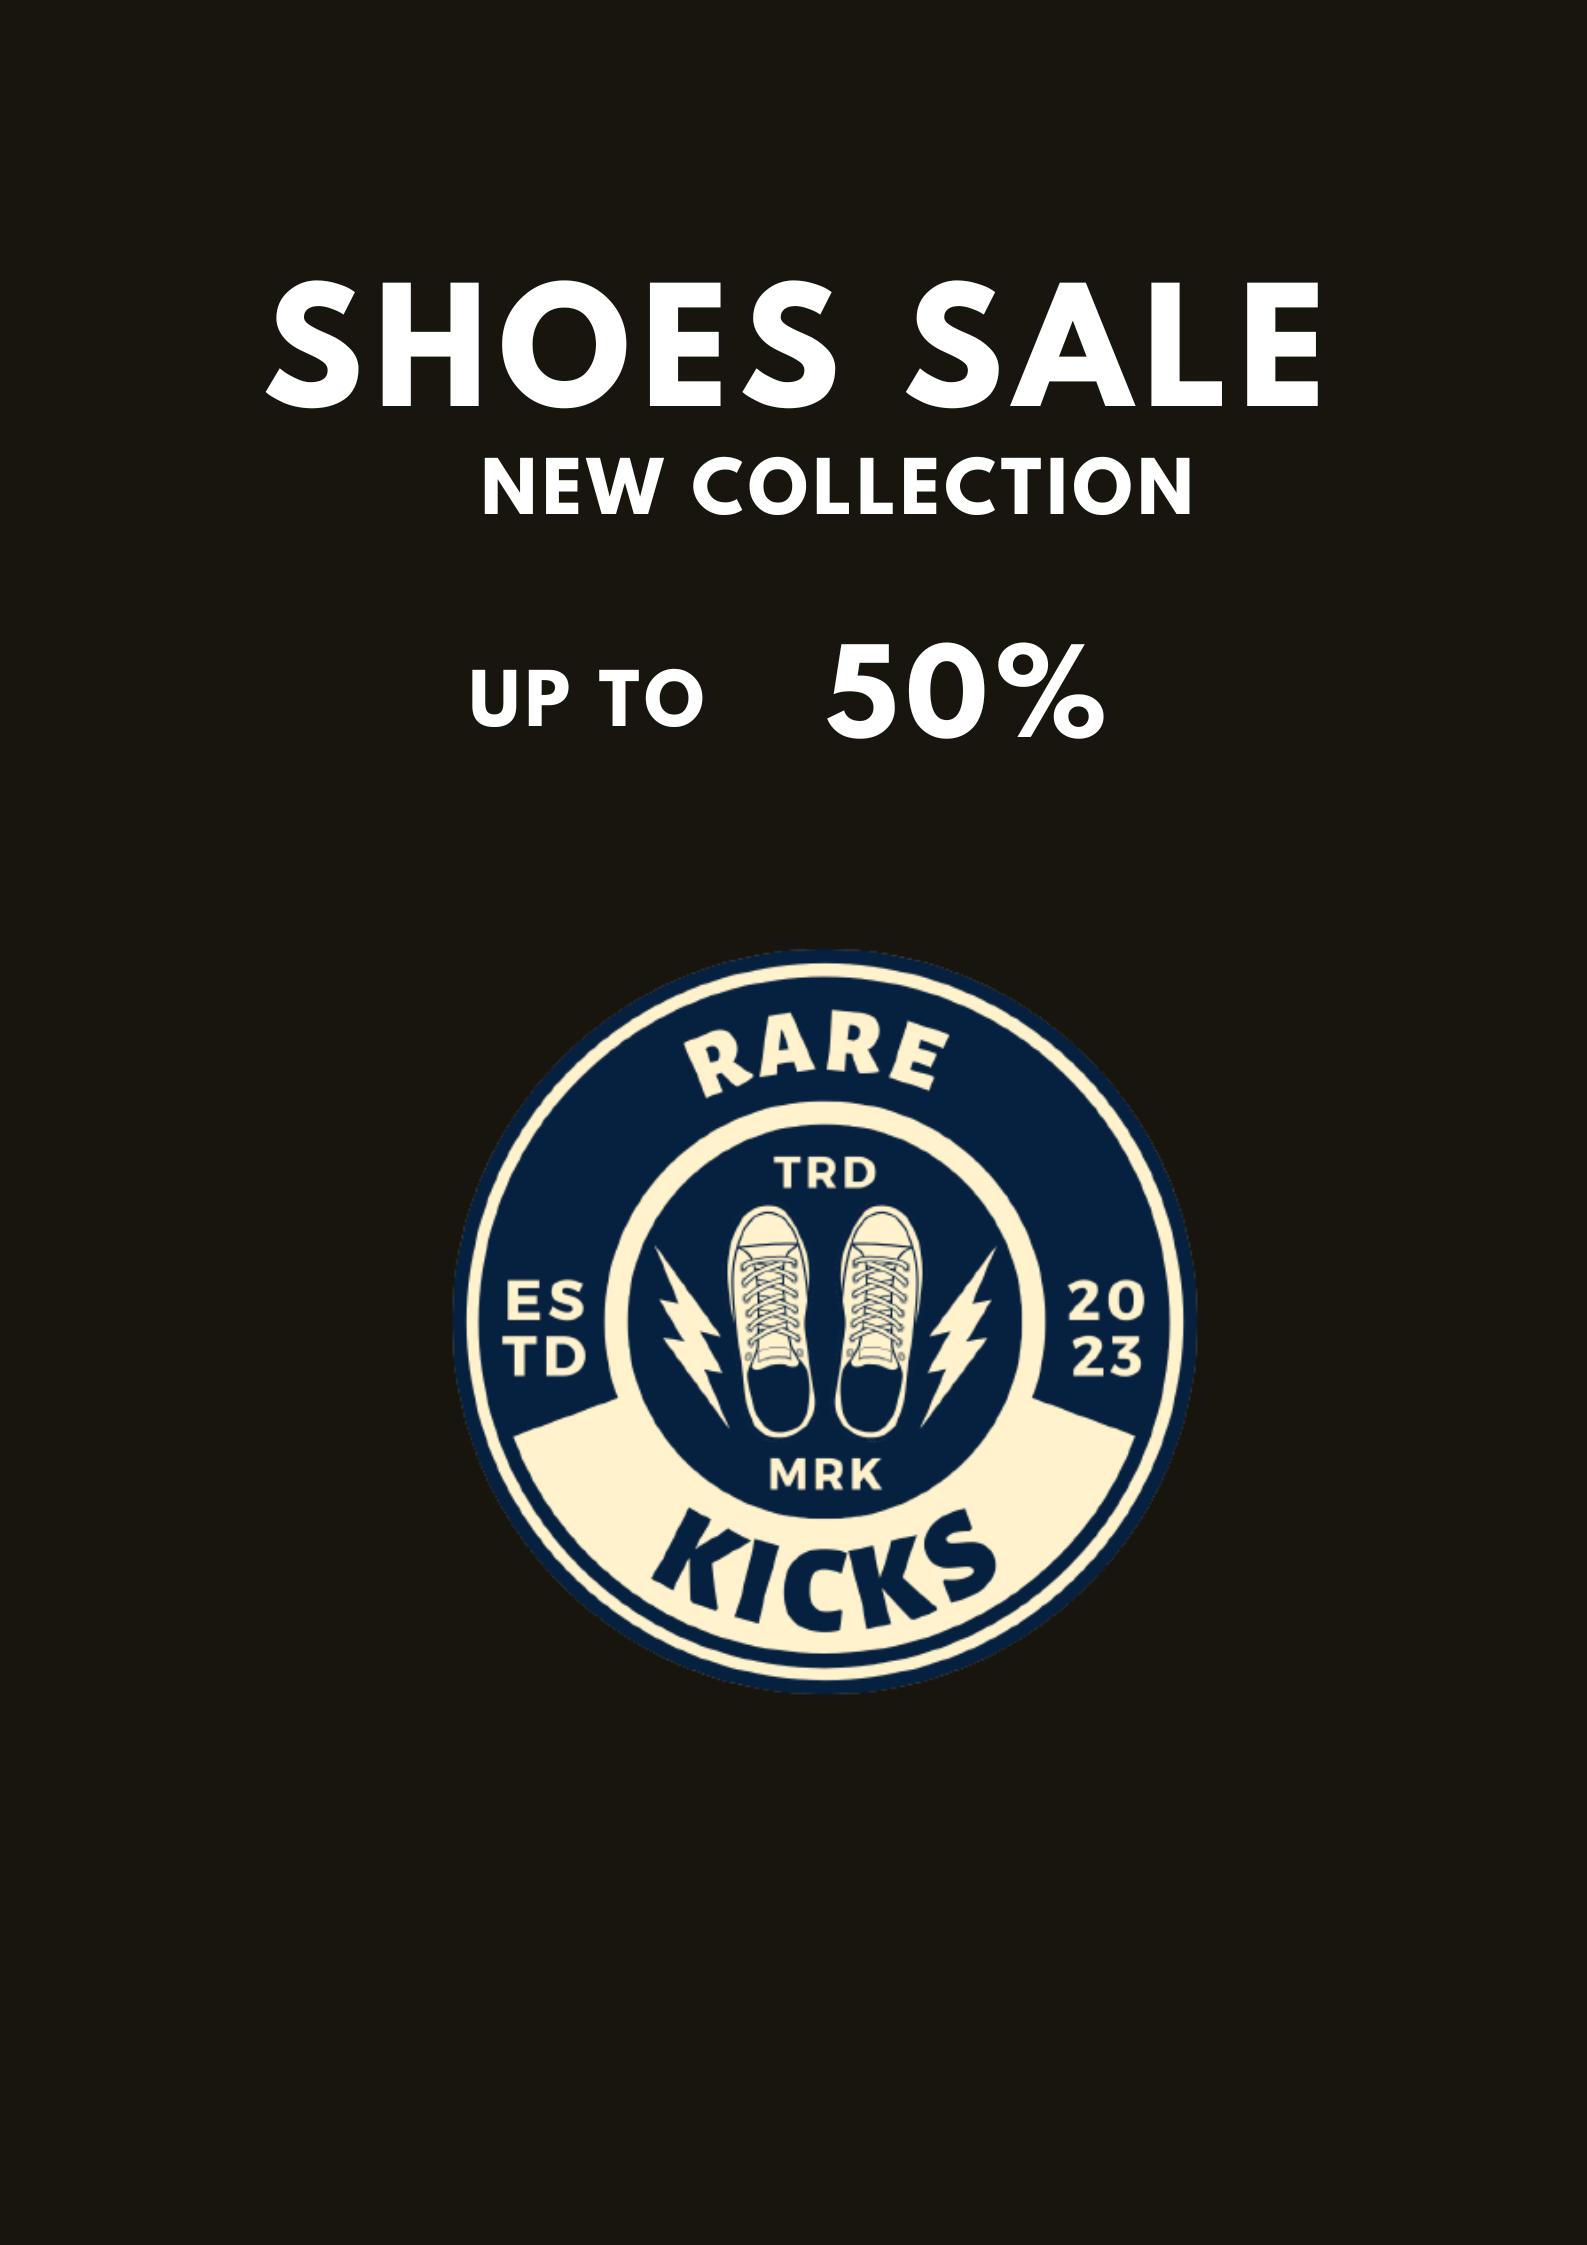 SHOES SALE
NEW COLLECTION
UP TO 50%
RARE
TRD
ES
TD
20
23
MRK
KICKS